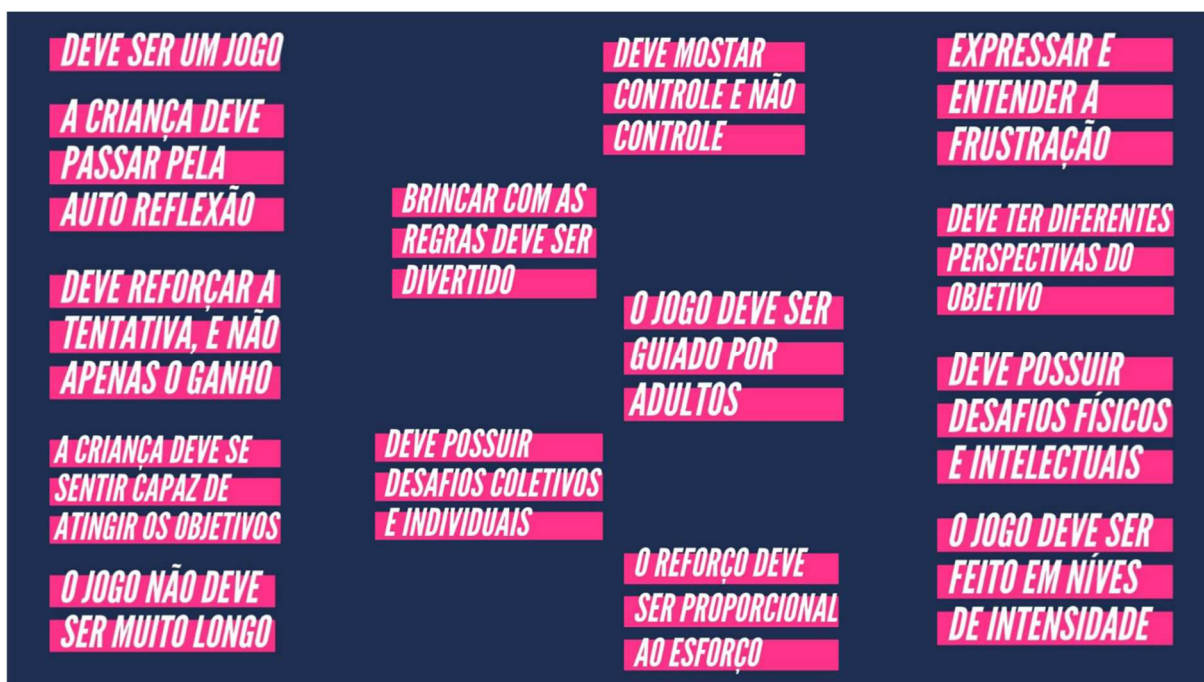 DEVE SER UM JOGO
A CRIANÇA DEVE
PASSAR PELA
AUTO REFLEXÃO
DEVE REFORÇAR A
TENTATIVA, E NÃO
APENAS O GANHO
A CRIANÇA DEVE SE
SENTIR CAPAZ DE
ATINGIR OS OBJETIVOS
O JOGO NÃO DEVE
SER MUITO LONGO
BRINCAR COM AS
REGRAS DEVE SER
DIVERTIDO
DEVE POSSUIR
DESAFIOS COLETIVOS
E INDIVIDUAIS
DEVE MOSTAR
CONTROLE E NÃO
CONTROLE
O JOGO DEVE SER
GUIADO POR
ADULTOS
O REFORÇO DEVE
SER PROPORCIONAL
AO ESFORÇO
EXPRESSAR E
ENTENDER A
FRUSTRAÇÃO
DEVE TER DIFERENTES
PERSPECTIVAS DO
OBJETIVO
DEVE POSSUIR
DESAFIOS FÍSICOS
E INTELECTUAIS
O JOGO DEVE SER
FEITO EM NÍVES
DE INTENSIDADE